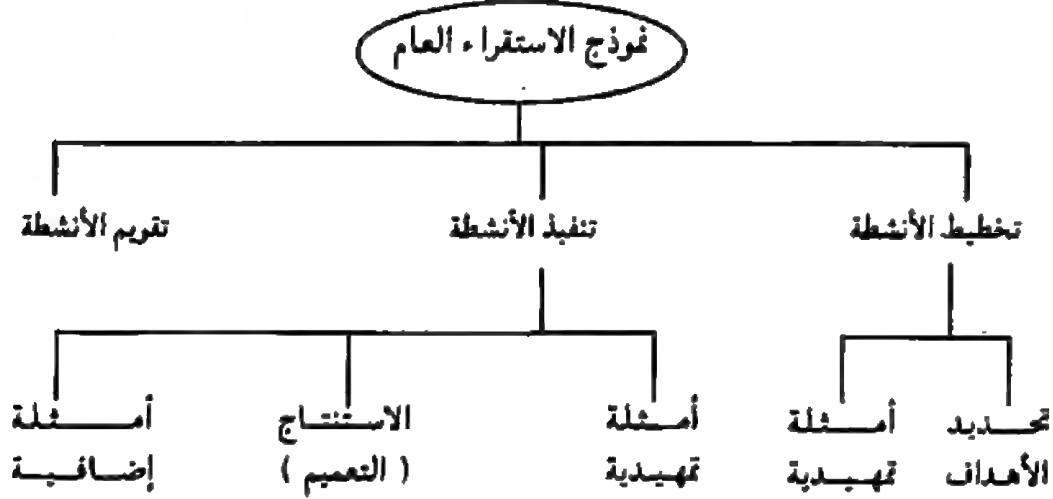 نموذج الاستقراء العام
تخطيط الأنشطة
تنفيذ الأنشطة
تقويم الأنشطة
تحديد
الأهداف
أمثلة
تمهيدية
أمثلة
تمهيدية
الاستنتاج
( التعميم )
أمثلة
إضافية